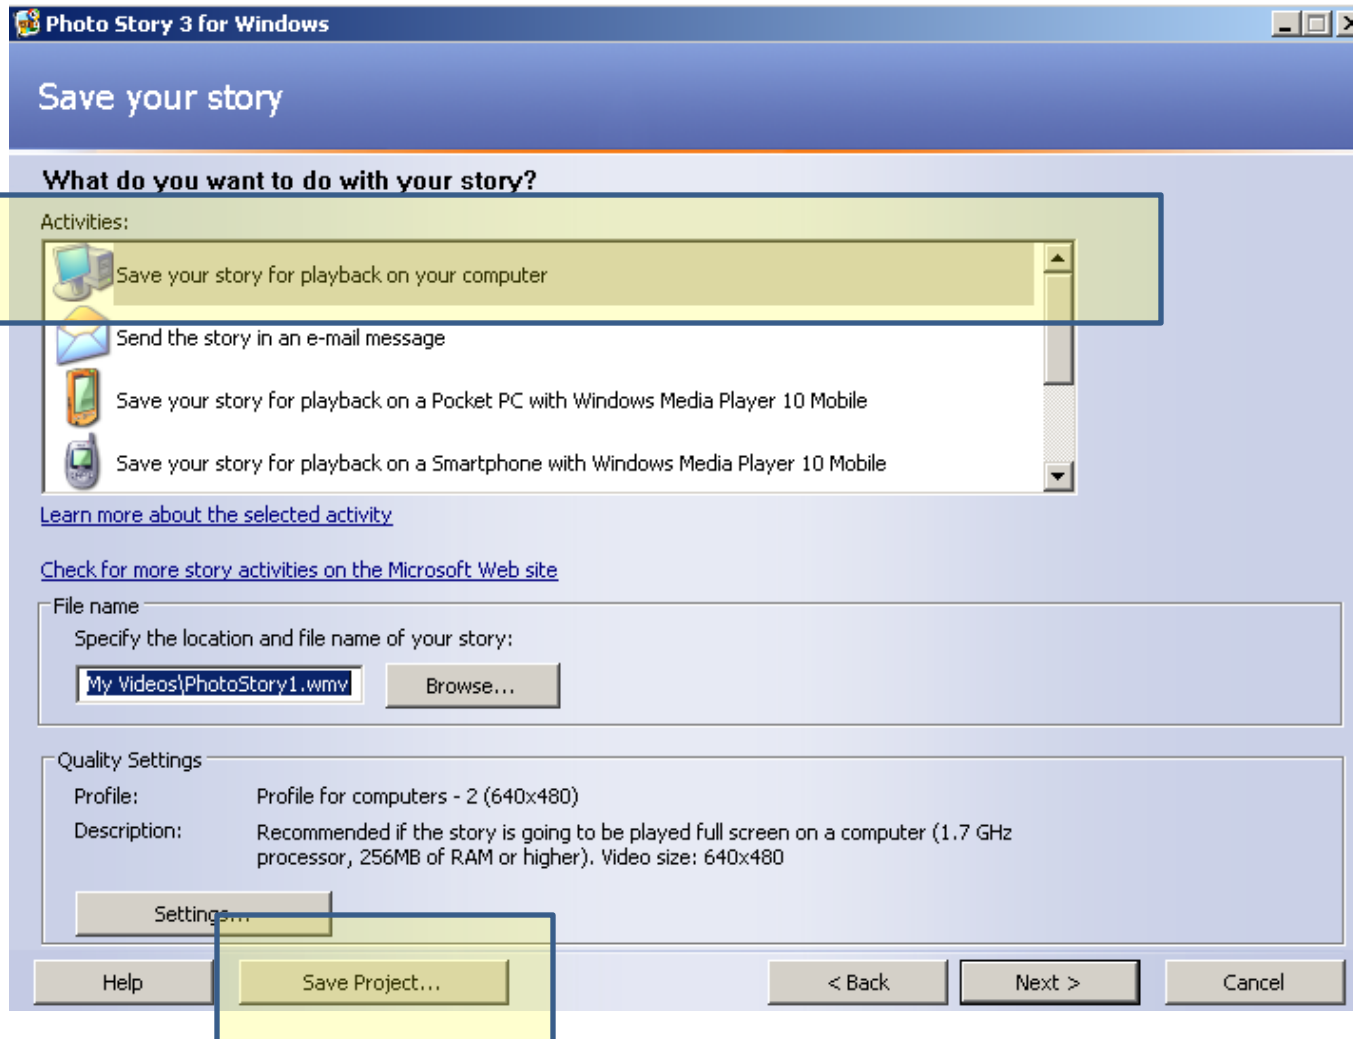 Photo Story 3 for Windows
Save your story
What do you want to do with your story?
Activities:
Save your story for playback on your computer
Send the story in an e-mail message
Save your story for playback on a Pocket PC with Windows Media Player 10 Mobile
Save your story for playback on a Smartphone with Windows Media Player 10 Mobile
Learn more about the selected activity
Check for more story activities on the Microsoft Web site
File name
Specify the location and file name of your story:
My Videos\PhotoStory1.wmv
Browse...
Quality Settings
Profile: Profile for computers - 2 (640x480)
Description: Recommended if the story is going to be played full screen on a computer (1.7 GHz
processor, 256MB of RAM or higher). Video size: 640x480
Settings...
Help Save Project... < Back Next > Cancel